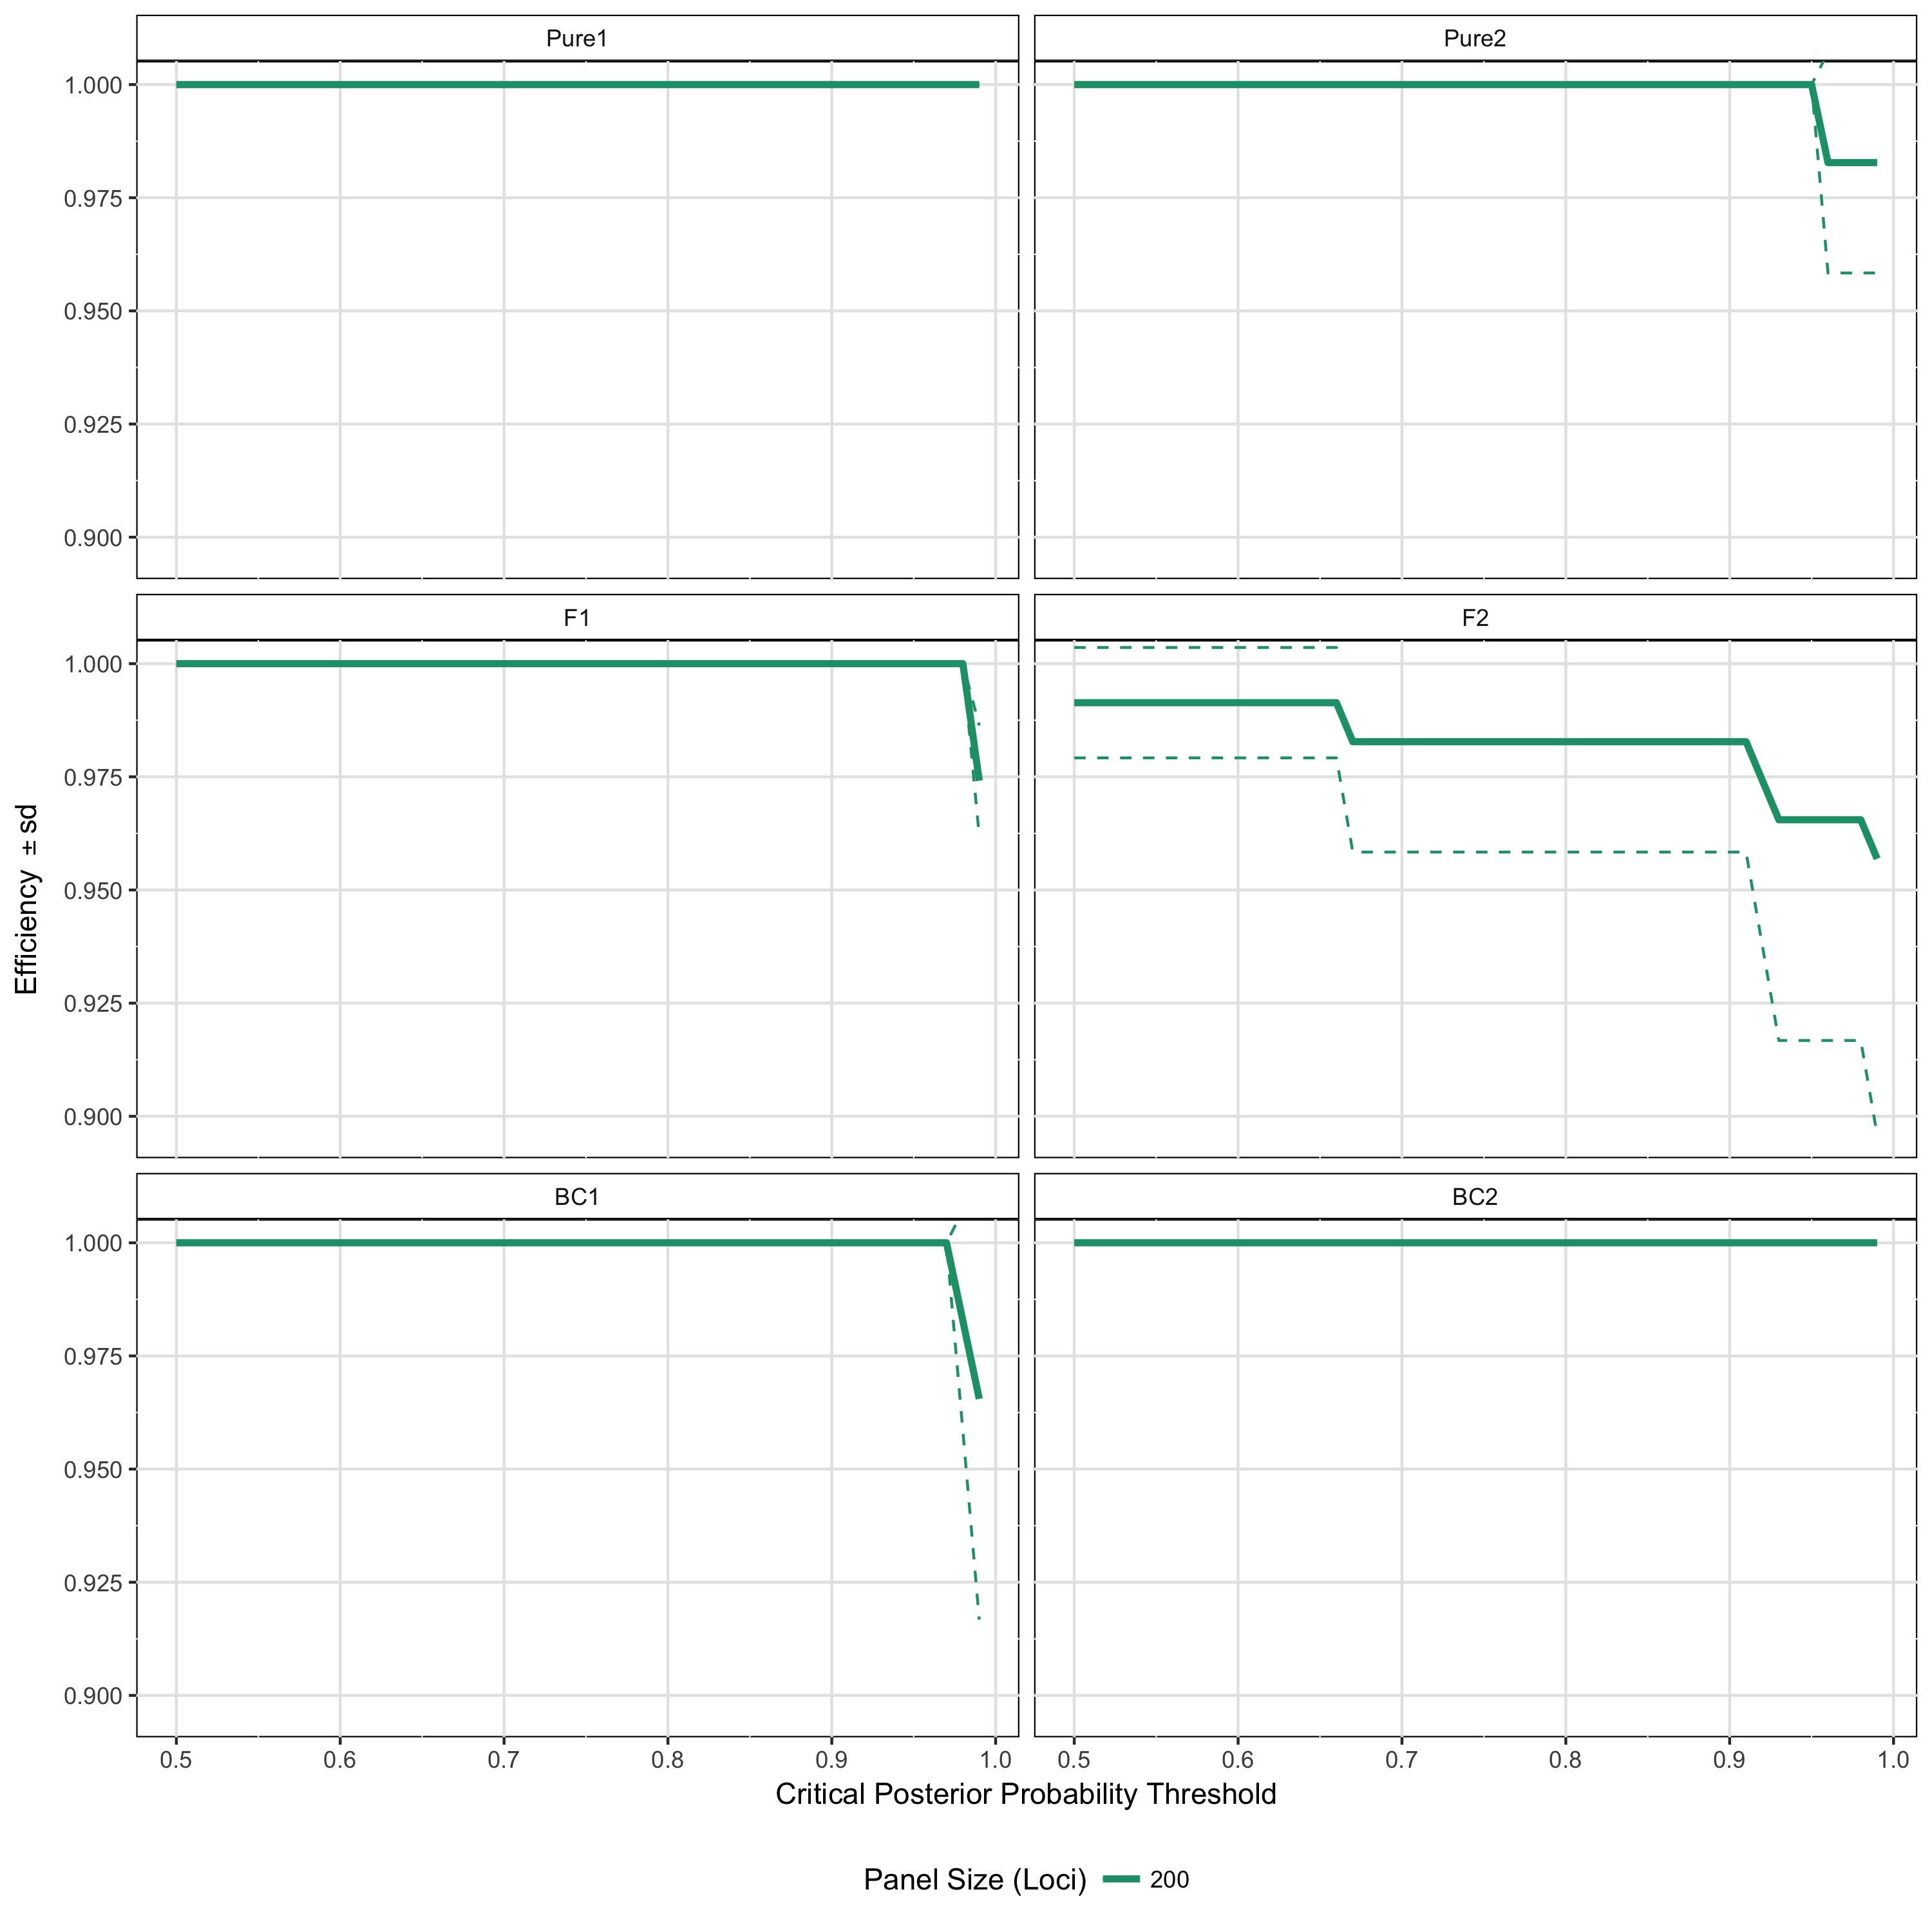 Pure1
Pure2
1.000
0.975
0.950
0.925
0.900
F1
F2
1.000
0.975
0.950
0.925
0.900
BC1
BC2
1.000
0.975
0.950
0.925
0.900
Efficiency ± sd
0.5 0.6 0.7 0.8 0.9 1.0
0.5 0.6 0.7 0.8 0.9 1.0
Critical Posterior Probability Threshold
Panel Size (Loci) 200